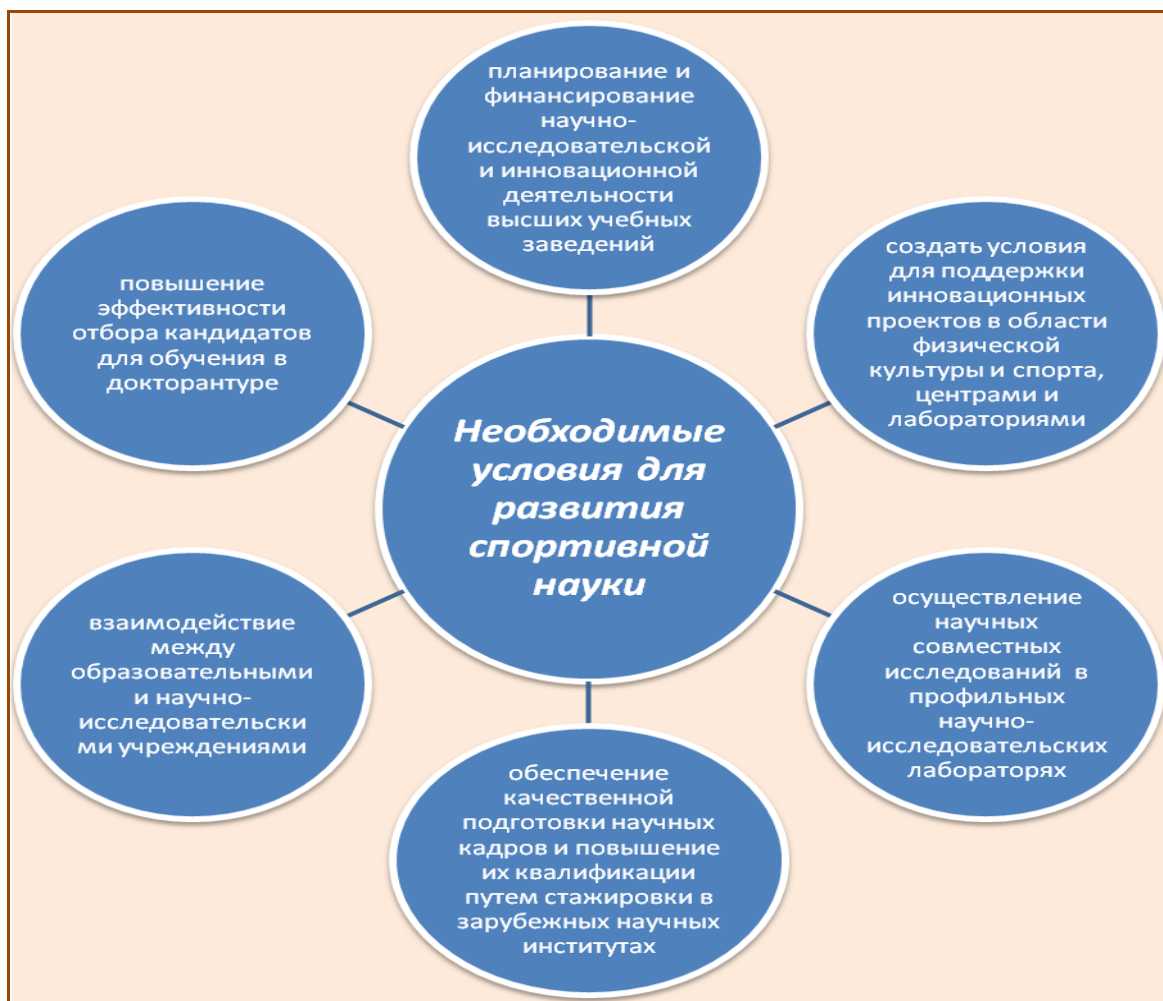 планирование и
финансирование
научно-
исследовательской
и инновационной
деятельности
высших учебных
заведений
создать условия
для поддержки
инновационных
проектов в области
физической
культуры и спорта,
центрами и
лабораториями
осуществление
научных
совместных
исследований в
профильных
научно-
исследовательских
лабораторях
обеспечение
качественной
подготовки научных
кадров и повышение
их квалификации
путем стажировки в
зарубежных научных
институтах
взаимодействие
между
образовательными
и научно-
исследовательски
ми учреждениями
повышение
эффективности
отбора кандидатов
для обучения в
докторантуре
Необходимые
условия для
развития
спортивной
науки